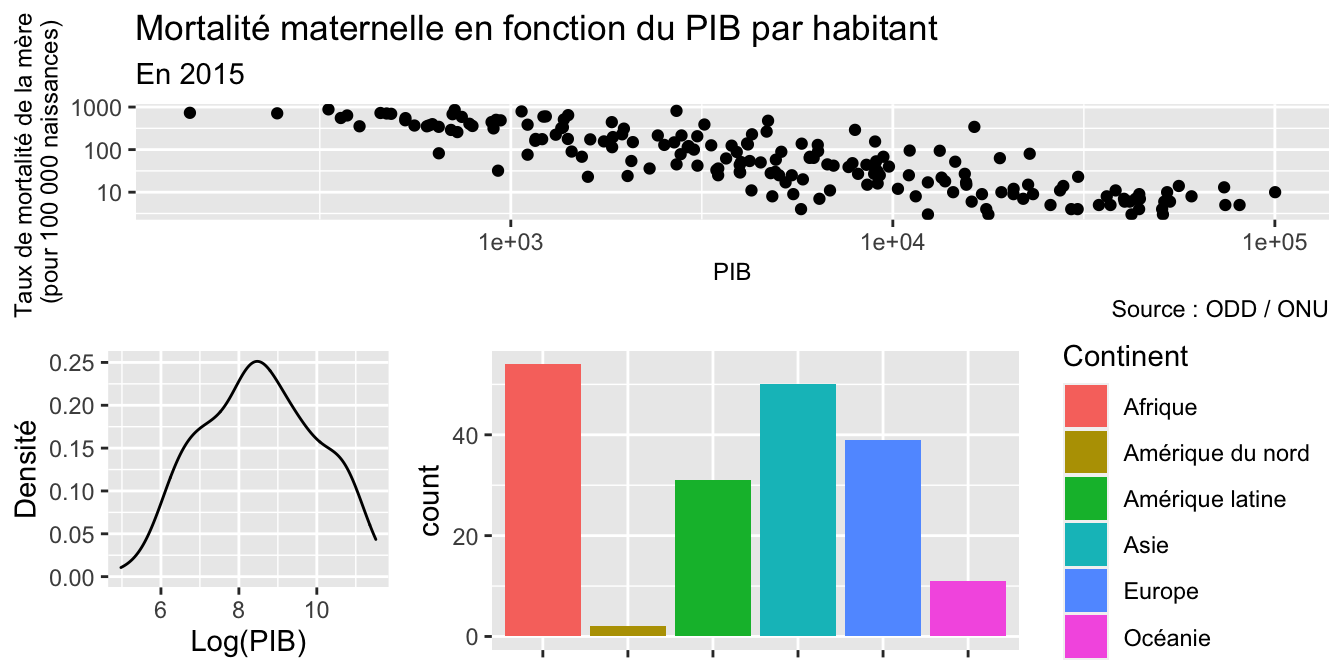 Mortalité maternelle en fonction du PIB par habitant
En 2015
Taux de mortalité de la mère
(pour 100 000 naissances)
1000
100
10
1e+03
1e+04
1e+05
PIB
Source : ODD / ONU
Densité
0.25
0.20
0.15
0.10
0.05
0.00
6
8
10
Log(PIB)
count
40
20
0
Continent
Afrique
Amérique du nord
Amérique latine
Asie
Europe
Océanie